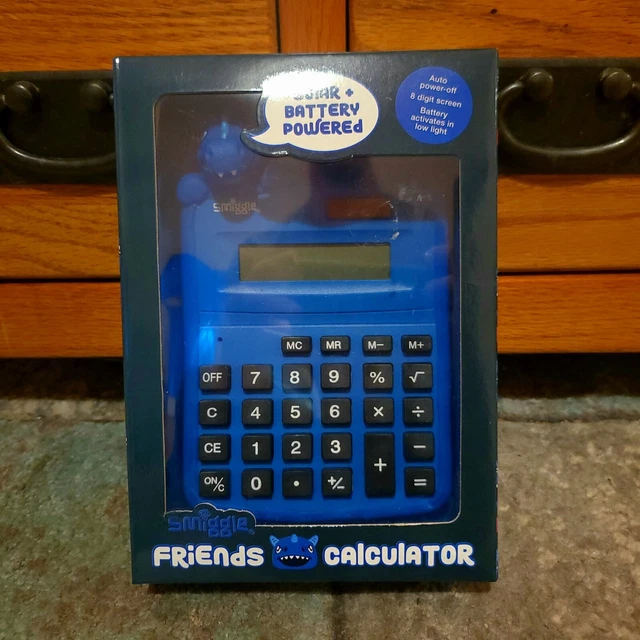 SOLAR +
BATTERY
POWERED
Auto
power-off
8 digit screen
Battery
activates in
low light
smiggle
MC MR M− M+
OFF 7 8 9 % √
C 4 5 6 × ÷
CE 1 2 3 + −
ON/C 0 • +/− =
smiggle
FRIENDS CALCULATOR